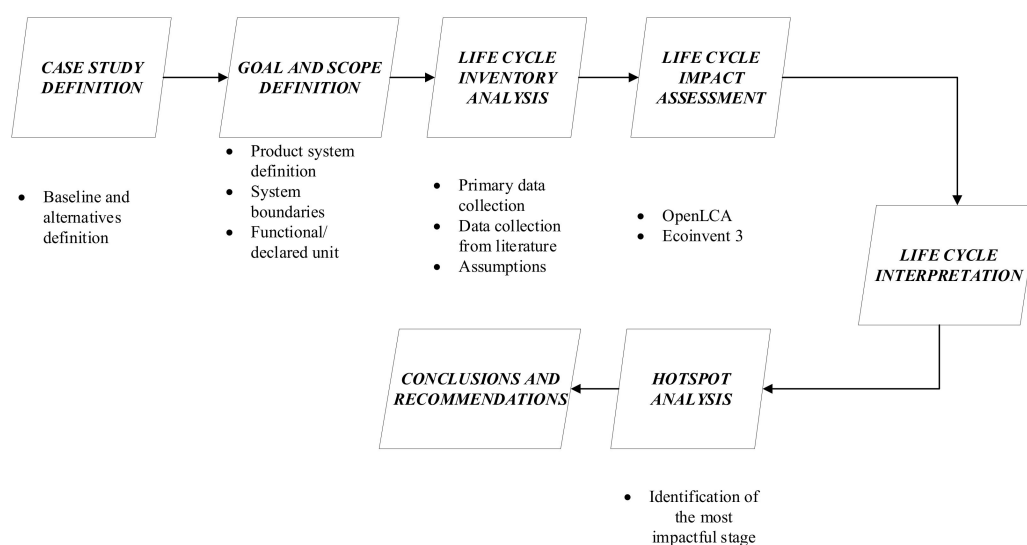 CASE STUDY
DEFINITION
• Baseline and
alternatives
definition
GOAL AND SCOPE
DEFINITION
• Product system
definition
• System
boundaries
• Functional/
declared unit
LIFE CYCLE
INVENTORY
ANALYSIS
• Primary data
collection
• Data collection
from literature
• Assumptions
LIFE CYCLE
IMPACT
ASSESSMENT
• OpenLCA
• Ecoinvent 3
LIFE CYCLE
INTERPRETATION
HOTSPOT
ANALYSIS
• Identification of
the most
impactful stage
CONCLUSIONS AND
RECOMMENDATIONS